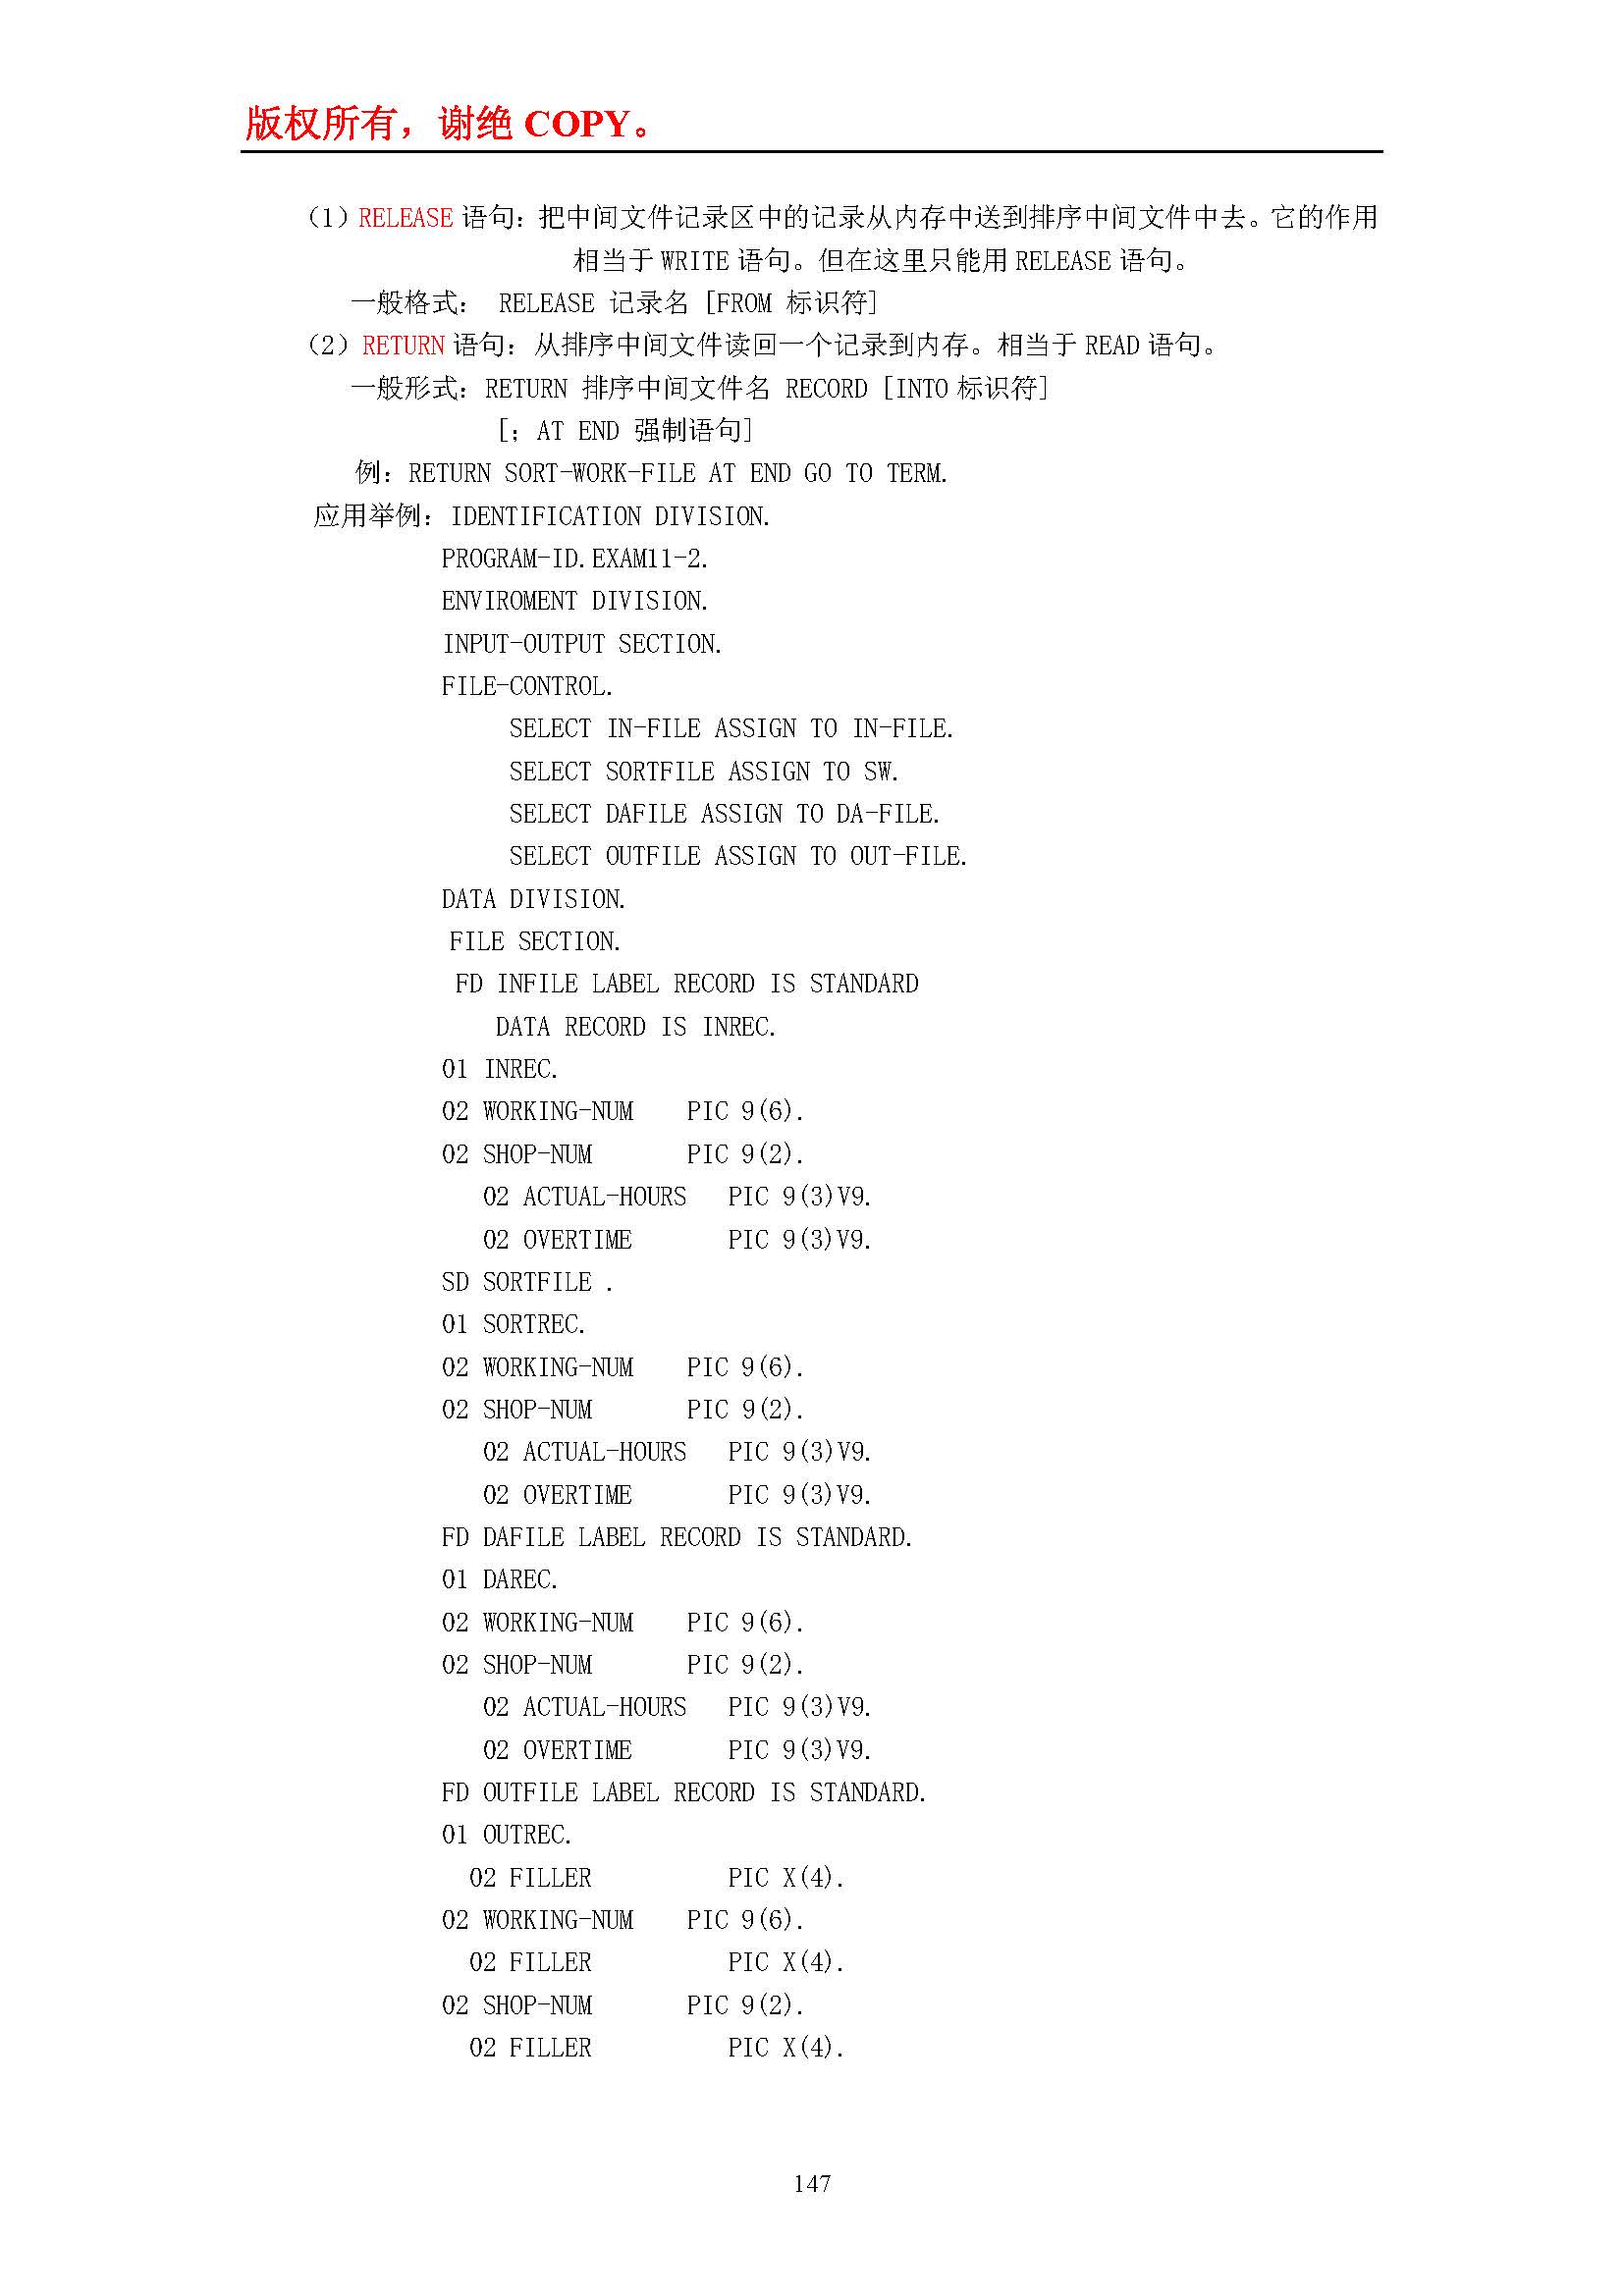 版权所有，谢绝 COPY。
（1）RELEASE 语句：把中间文件记录区中的记录从内存中送到排序中间文件中去。它的作用
相当于 WRITE 语句。但在这里只能用 RELEASE 语句。
一般格式： RELEASE 记录名 [FROM 标识符]
（2）RETURN 语句：从排序中间文件读回一个记录到内存。相当于 READ 语句。
一般形式：RETURN 排序中间文件名 RECORD [INTO 标识符]
[；AT END 强制语句]
例：RETURN SORT-WORK-FILE AT END GO TO TERM.
应用举例：IDENTIFICATION DIVISION.
PROGRAM-ID.EXAM11-2.
ENVIROMENT DIVISION.
INPUT-OUTPUT SECTION.
FILE-CONTROL.
SELECT IN-FILE ASSIGN TO IN-FILE.
SELECT SORTFILE ASSIGN TO SW.
SELECT DAFILE ASSIGN TO DA-FILE.
SELECT OUTFILE ASSIGN TO OUT-FILE.
DATA DIVISION.
FILE SECTION.
FD INFILE LABEL RECORD IS STANDARD
DATA RECORD IS INREC.
01 INREC.
02 WORKING-NUM PIC 9(6).
02 SHOP-NUM PIC 9(2).
02 ACTUAL-HOURS PIC 9(3)V9.
02 OVERTIME PIC 9(3)V9.
SD SORTFILE .
01 SORTREC.
02 WORKING-NUM PIC 9(6).
02 SHOP-NUM PIC 9(2).
02 ACTUAL-HOURS PIC 9(3)V9.
02 OVERTIME PIC 9(3)V9.
FD DAFILE LABEL RECORD IS STANDARD.
01 DAREC.
02 WORKING-NUM PIC 9(6).
02 SHOP-NUM PIC 9(2).
02 ACTUAL-HOURS PIC 9(3)V9.
02 OVERTIME PIC 9(3)V9.
FD OUTFILE LABEL RECORD IS STANDARD.
01 OUTREC.
02 FILLER PIC X(4).
02 WORKING-NUM PIC 9(6).
02 FILLER PIC X(4).
02 SHOP-NUM PIC 9(2).
02 FILLER PIC X(4).
147